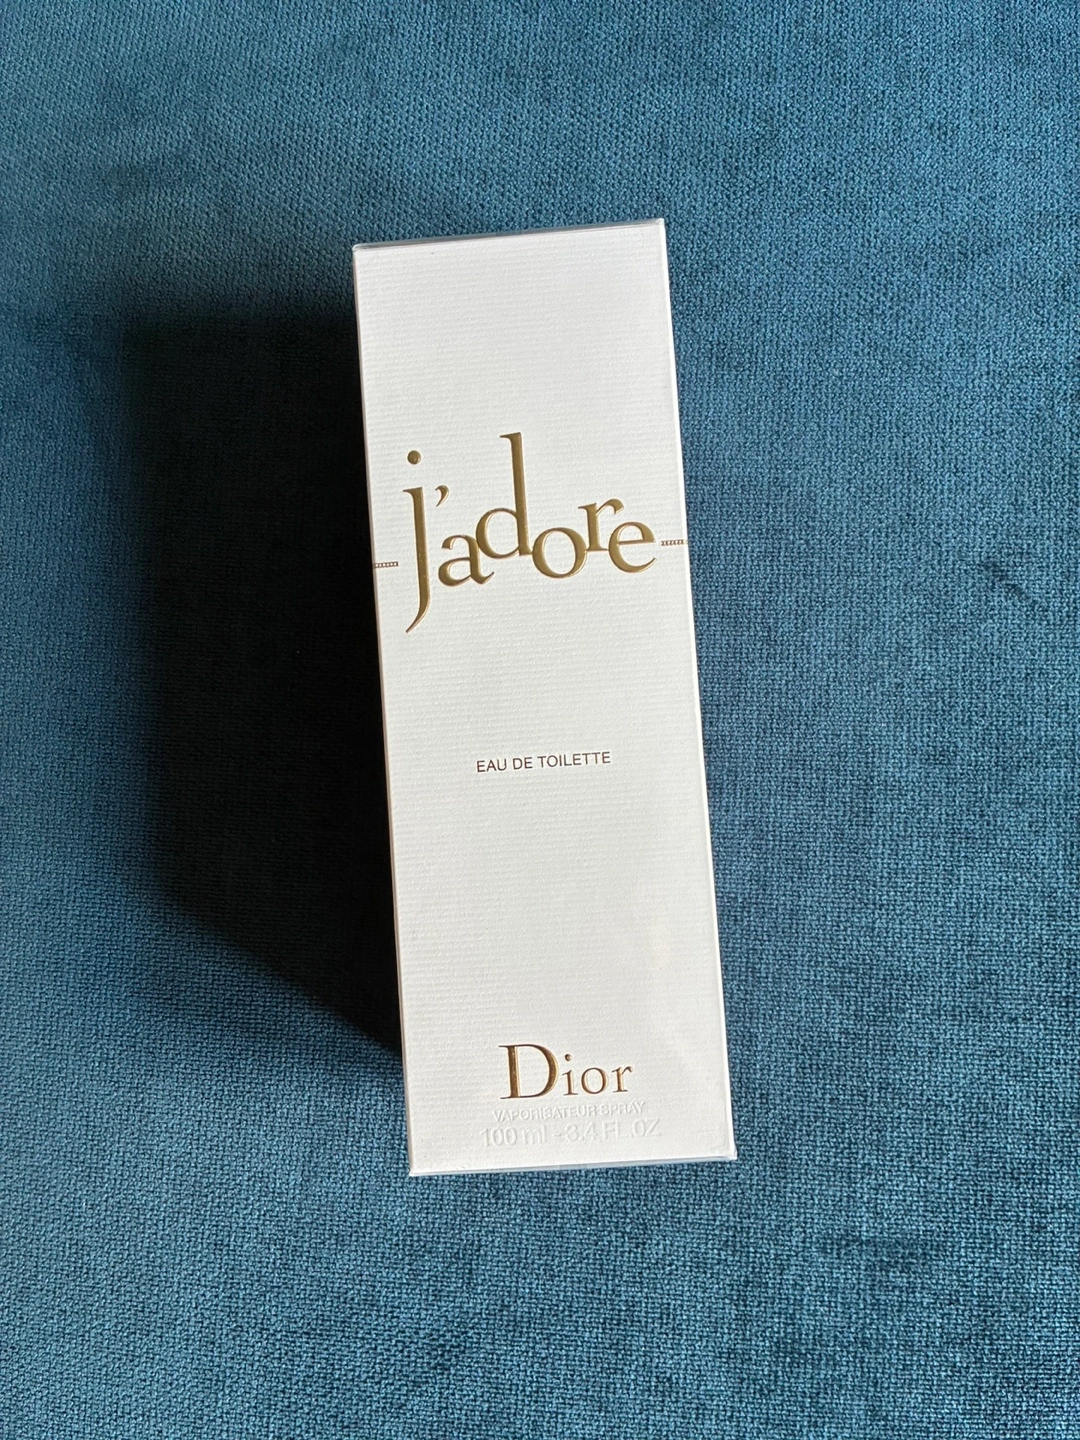 j'adore
EAU DE TOILETTE
Dior
VAPORISATEUR SPRAY
100 ml - 3.4 FL.OZ